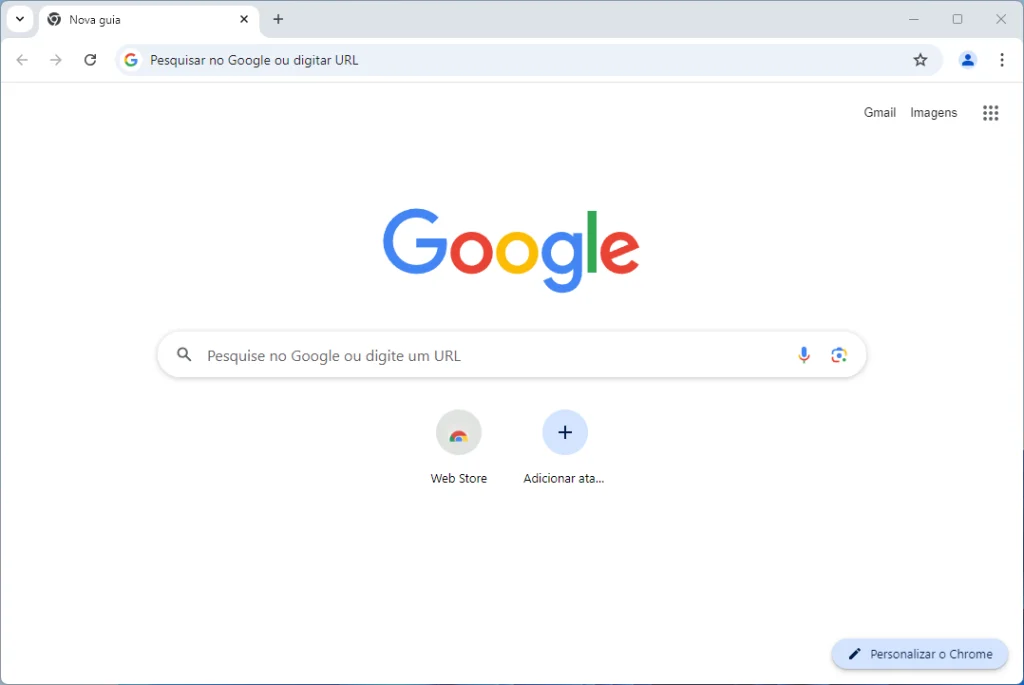 Nova guia
Pesquisar no Google ou digitar URL
Gmail Imagens
Google
Pesquise no Google ou digite um URL
Web Store Adicionar ata...
Personalizar o Chrome